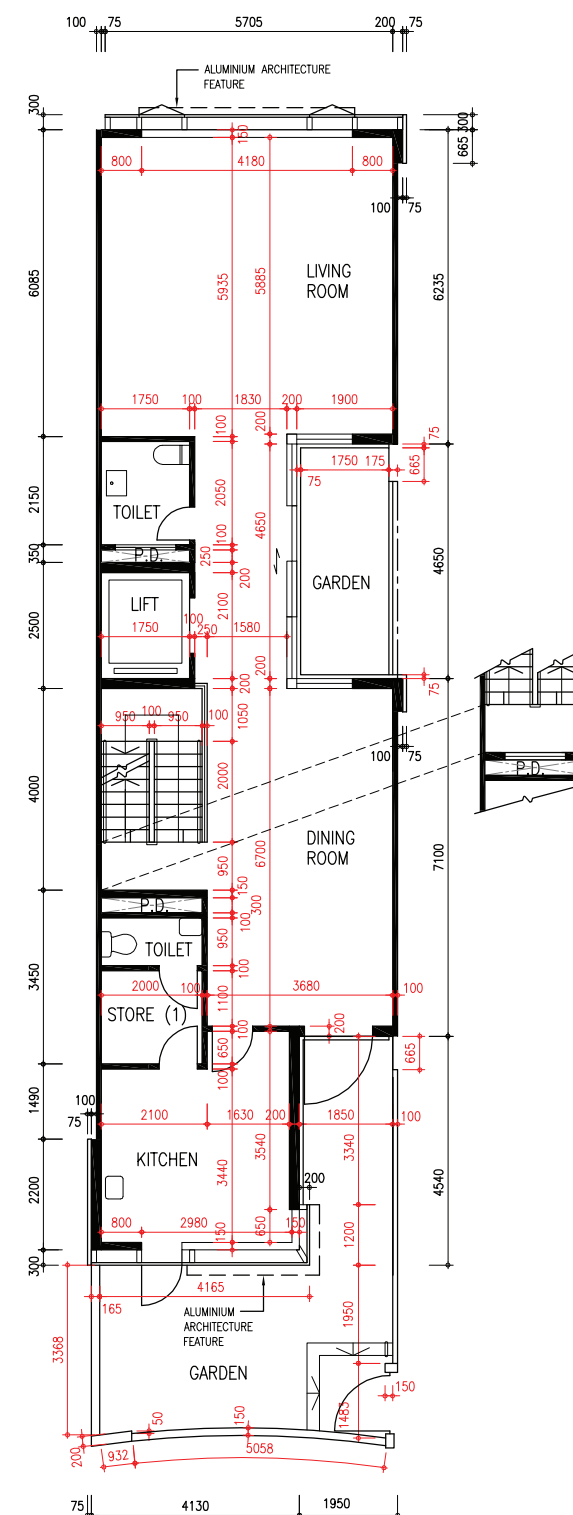 100 75 5705 200 75
ALUMINIUM ARCHITECTURE
FEATURE
300
150
665 300
800 4180 800
100 75
LIVING
ROOM
6085
5935
5885
6235
1750 100 1830 200 1900
100
200
75
1750 175
665
75
2150
2050
TOILET
4650
100
350
P.D.
250
200
GARDEN
4650
LIFT
2500
2100
100
1750 250 1580
200
200
75
100
950 950 100
1050
100 75
P.D.
2000
4000
DINING
ROOM
6700
7100
950
150
P.D.
300
100
950
TOILET
3450
100
2000 100 3680 100
1100
STORE (1)
200
100
650
665
100
1490
100
75
2100 1630 200 1850 100
KITCHEN
3440
3540
3340
4540
2200
200
800 2980 150
650
150
1200
300
4165
165
ALUMINIUM
ARCHITECTURE
FEATURE
1950
3368
GARDEN
150
1485
50
150
200
932 5058
75 4130 1950